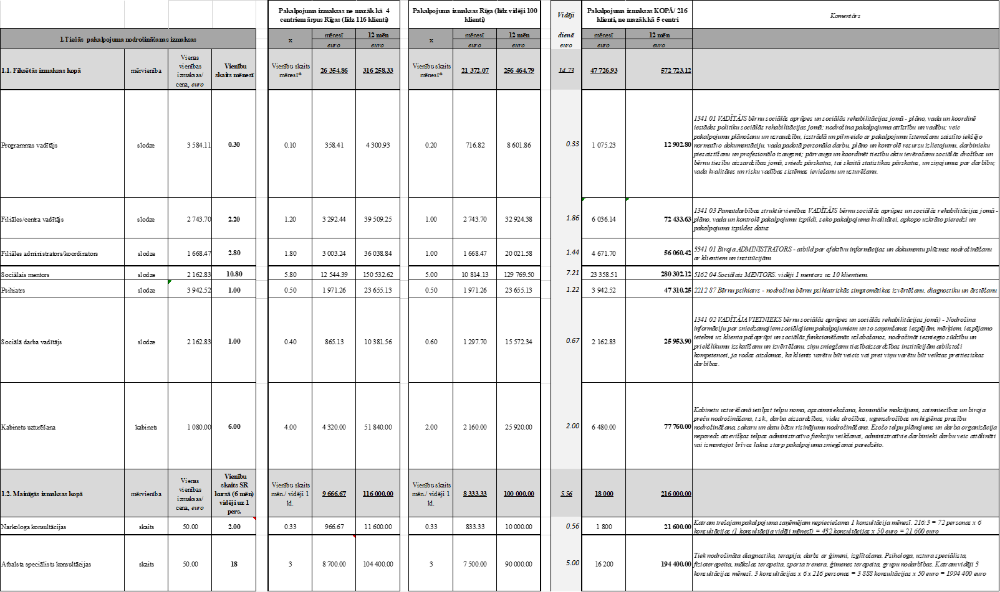 Pakalpojuma izmaksas ne mazāk kā 4
centriem ārpus Rīgas (līdz 116 klienti)
Pakalpojuma izmaksas Rīga (līdz vidēji 100
klienti)
Vidēji
Pakalpojuma izmaksas KOPĀ/ 216
klienti, ne mazāk kā 5 centri
Komentārs
1.Tiešās pakalpojuma nodrošināšanas izmaksas
x
mēnesī
12 mēn
x
mēnesī
12 mēn
dienā
mēnesī
12 mēn
euro
euro
euro
euro
euro
euro
euro
1.1. Fiksētās izmaksas kopā
mērvienība
Vienas
vienības
izmaksas/
cena, euro
Vienību
skaits mēnesī
Vienību skaits
mēnesī*
26 354.86
316 258.33
Vienību skaits
mēnesī*
21 372.07
256 464.79
14.73
47 726.93
572 723.12
Programmas vadītājs
slodze
3 584.11
0.30
0.10
358.41
4 300.93
0.20
716.82
8 601.86
0.33
1 075.23
12 902.80
1341 01 VADĪTĀJS bērnu sociālās aprūpes un sociālās rehabilitācijas jomā - plāno, vada un koordinē
iestādes politiku sociālās rehabilitācijas jomā; nodrošina pakalpojuma attīstību un vadību; veic
pakalpojumu plānošanu un uzraudzību, izstrādā un pilnveido ar pakalpojumu īstenošanu saistīto iekšējo
normatīvo dokumentāciju, vada padotā personāla darbu, plāno un kontrolē resursu izlietojumu, darbinieku
piesaistīšanu un profesionālo izaugsmi; pārrauga un koordinēt tiesību aktu ievērošanu sociālās drošības un
bērnu tiesību aizsardzības jomā, sniedz pārskatus, tai skaitā statistikas pārskatus, un ziņojumus par darbību;
vada kvalitātes un risku vadības sistēmas ieviešanu un uzturēšanu.
Filiāles/centra vadītājs
slodze
2 743.70
2.20
1.20
3 292.44
39 509.25
1.00
2 743.70
32 924.38
1.86
6 036.14
72 433.63
1341 03 Pamatdarbības struktūrvienības VADĪTĀJS bērnu sociālās aprūpes un sociālās rehabilitācijas jomā -
plāno, vada un kontrolē pakalpojumu izpildi, seko pakalpojuma kvalitātei, apkopo uzkrāto pieredzi un
pakalpojuma izpildes datus
Filiāles administrators/koordinators
slodze
1 668.47
2.80
1.80
3 003.24
36 038.84
1.00
1 668.47
20 021.58
1.44
4 671.70
56 060.42
3341 01 Biroja ADMINISTRATORS - atbild par efektīvu informācijas un dokumentu plūsmas nodrošināšanu
ar klientiem un institūcijām.
Sociālais mentors
slodze
2 162.83
10.80
5.80
12 544.39
150 532.62
5.00
10 814.13
129 769.50
7.21
23 358.51
280 302.12
5162 04 Sociālais MENTORS. vidēji 1 mentors uz 10 klientiem.
Psihiatrs
slodze
3 942.52
1.00
0.50
1 971.26
23 655.13
0.50
1 971.26
23 655.13
1.22
3 942.52
47 310.25
2212 87 Bērnu psihiatrs - nodrošina bērnu psihiatriskās simptomātikas izvērtēšanu, diagnostiku un ārstēšanu
Sociālā darba vadītājs
slodze
2 162.83
1.00
0.40
865.13
10 381.56
0.60
1 297.70
15 572.34
0.67
2 162.83
25 953.90
1341 02 VADĪTĀJA VIETNIEKS bērnu sociālās aprūpes un sociālās rehabilitācijas jomā) - Nodrošina
informāciju par sniedzamajiem sociālajiem pakalpojumiem un to saņemšanas iespējām, mērķiem, iespējamo
ietekmi uz klienta pašaprūpi un sociālās funkcionēšanās uzlabošanos, nodrošināt iesniegto sūdzību un
priekšlikumu izskatīšanu un izvērtēšanu, ziņu sniegšanu tiesībaizsardzības institūcijām atbilstoši
kompetencei, ja rodas aizdomas, ka klients varētu būt veicis vai pret viņu varētu būt veiktas prettiesiskas
darbības.
Kabinetu uzturēšana
kabinets
1 080.00
6.00
4.00
4 320.00
51 840.00
2.00
2 160.00
25 920.00
2.00
6 480.00
77 760.00
Kabinetu uzturēšanā ietilpst telpu noma, apsaimniekošana, komunālie maksājumi, saimniecības un biroja
preču nodrošināšana, t.sk., darba aizsardzības, vides drošības, ugunsdrošības un higiēnas prasību
nodrošināšana, sakaru un datu bāzu risinājumu nodrošināšana. Esošo telpu plānojums un darba organizācija
neparedz atsevišķas telpas administratīvo funkciju veikšanai, administratīvie darbinieki darbu veic attālināti
vai izmantojot brīvos laikus starp pakalpojuma sniegšanai paredzēto.
1.2. Mainīgās izmaksas kopā
mērvienība
Vienas
vienības
izmaksas/
cena, euro
Vienību
skaits SR
kursā (6 mēn)
vidēji uz 1
pers.
Vienību skaits
mēn./ vidēji 1
kl.
9 666.67
116 000.00
Vienību skaits
mēn./ vidēji 1
kl.
8 333.33
100 000.00
5.56
18 000
216 000.00
Narkologa konsultācijas
skaits
50.00
2.00
0.33
966.67
11 600.00
0.33
833.33
10 000.00
0.56
1 800
21 600.00
Katram trešajam pakalpojuma saņēmējam nepieciešama 1 konsultācija mēnesī. 216:3 = 72 personas x 6
konsultācijas (1 konsultācija vidēji mēnesī) = 432 konsultācijas x 50 euro = 21 600 euro
Atbalsta speciālistu konsultācijas
skaits
50.00
18
3
8 700.00
104 400.00
3
7 500.00
90 000.00
5.00
16 200
194 400.00
Tiek nodrošināta diagnostika, terapija, darbs ar ģimeni, izglītošana. Psihologa, uztura speciālista,
fizioterapeita, mākslas terapeita, sporta trenera, ģimenes terapeita, grupu nodarbības. Katram vidēji 3
konsultācijas mēnesī. 3 konsultācijas x 6 x 216 personas = 3 888 konsultācijas x 50 euro = 1994 400 euro